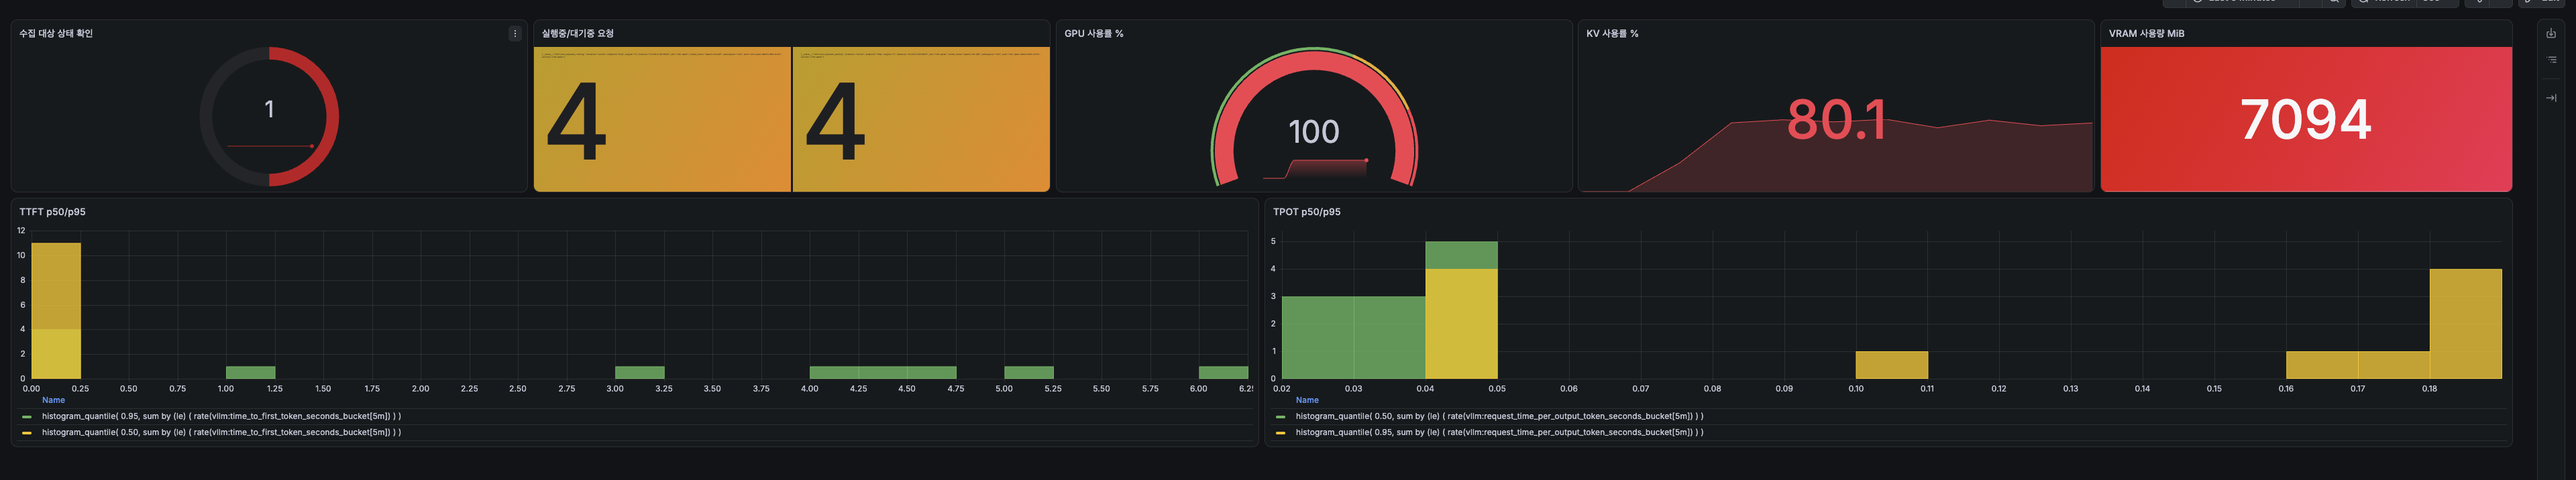 수집 대상 상태 확인
1
실행중/대기중 요청
4
4
GPU 사용률 %
100
KV 사용률 %
80.1
VRAM 사용량 MiB
7094
TTFT p50/p95
12
10
8
6
4
2
0
0.00 0.25 0.50 0.75 1.00 1.25 1.50 1.75 2.00 2.25 2.50 2.75 3.00 3.25 3.50 3.75 4.00 4.25 4.50 4.75 5.00 5.25 5.50 5.75 6.00 6.25
Name
histogram_quantile( 0.95, sum by (le) ( rate(vllm:time_to_first_token_seconds_bucket[5m]) ) )
histogram_quantile( 0.50, sum by (le) ( rate(vllm:time_to_first_token_seconds_bucket[5m]) ) )
TPOT p50/p95
5
4
3
2
1
0
0.02 0.03 0.04 0.05 0.06 0.07 0.08 0.09 0.10 0.11 0.12 0.13 0.14 0.15 0.16 0.17 0.18
Name
histogram_quantile( 0.50, sum by (le) ( rate(vllm:request_time_per_output_token_seconds_bucket[5m]) ) )
histogram_quantile( 0.95, sum by (le) ( rate(vllm:request_time_per_output_token_seconds_bucket[5m]) ) )